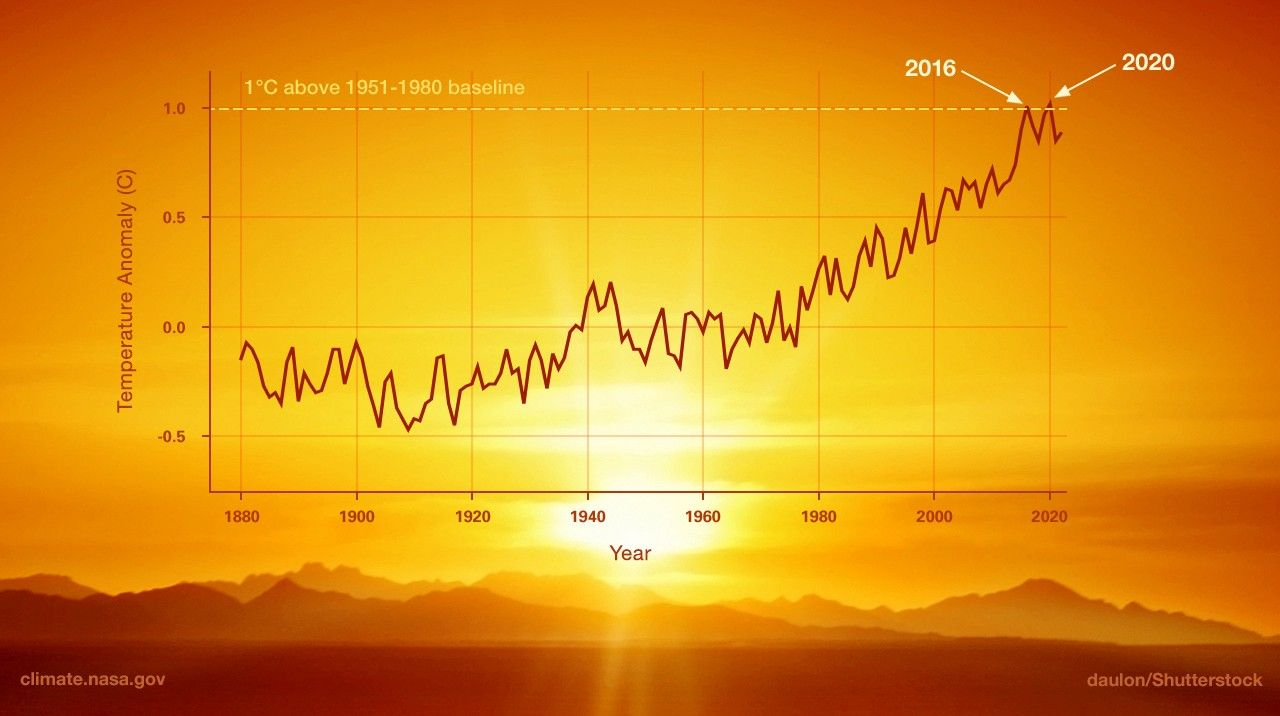 2016
2020
1°C above 1951-1980 baseline
1.0
0.5
0.0
-0.5
Temperature Anomaly (C)
1880 1900 1920 1940 1960 1980 2000 2020
Year
climate.nasa.gov
daulon/Shutterstock